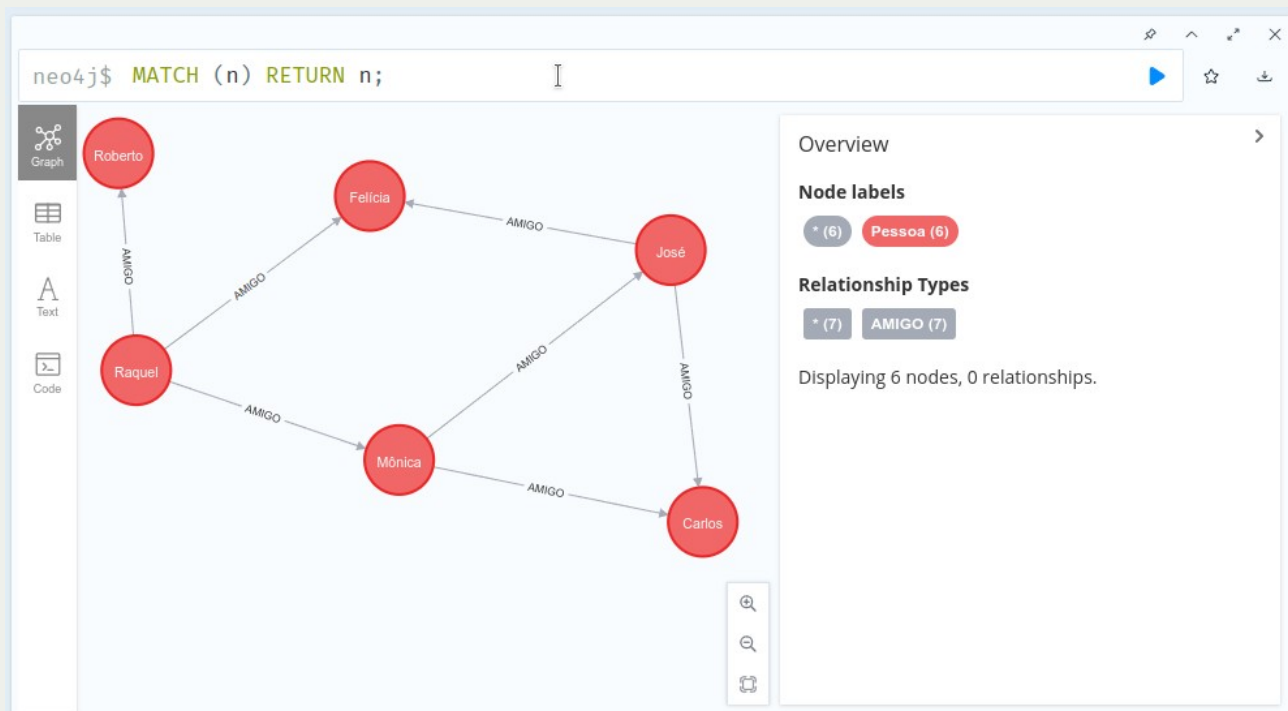 neo4j$ MATCH (n) RETURN n;
Graph
Table
Text
Code
Roberto
Felícia
AMIGO
José
AMIGO
AMIGO
Raquel
AMIGO
AMIGO
AMIGO
Mônica
AMIGO
Carlos
Overview
Node labels
* (6) Pessoa (6)
Relationship Types
* (7) AMIGO (7)
Displaying 6 nodes, 0 relationships.